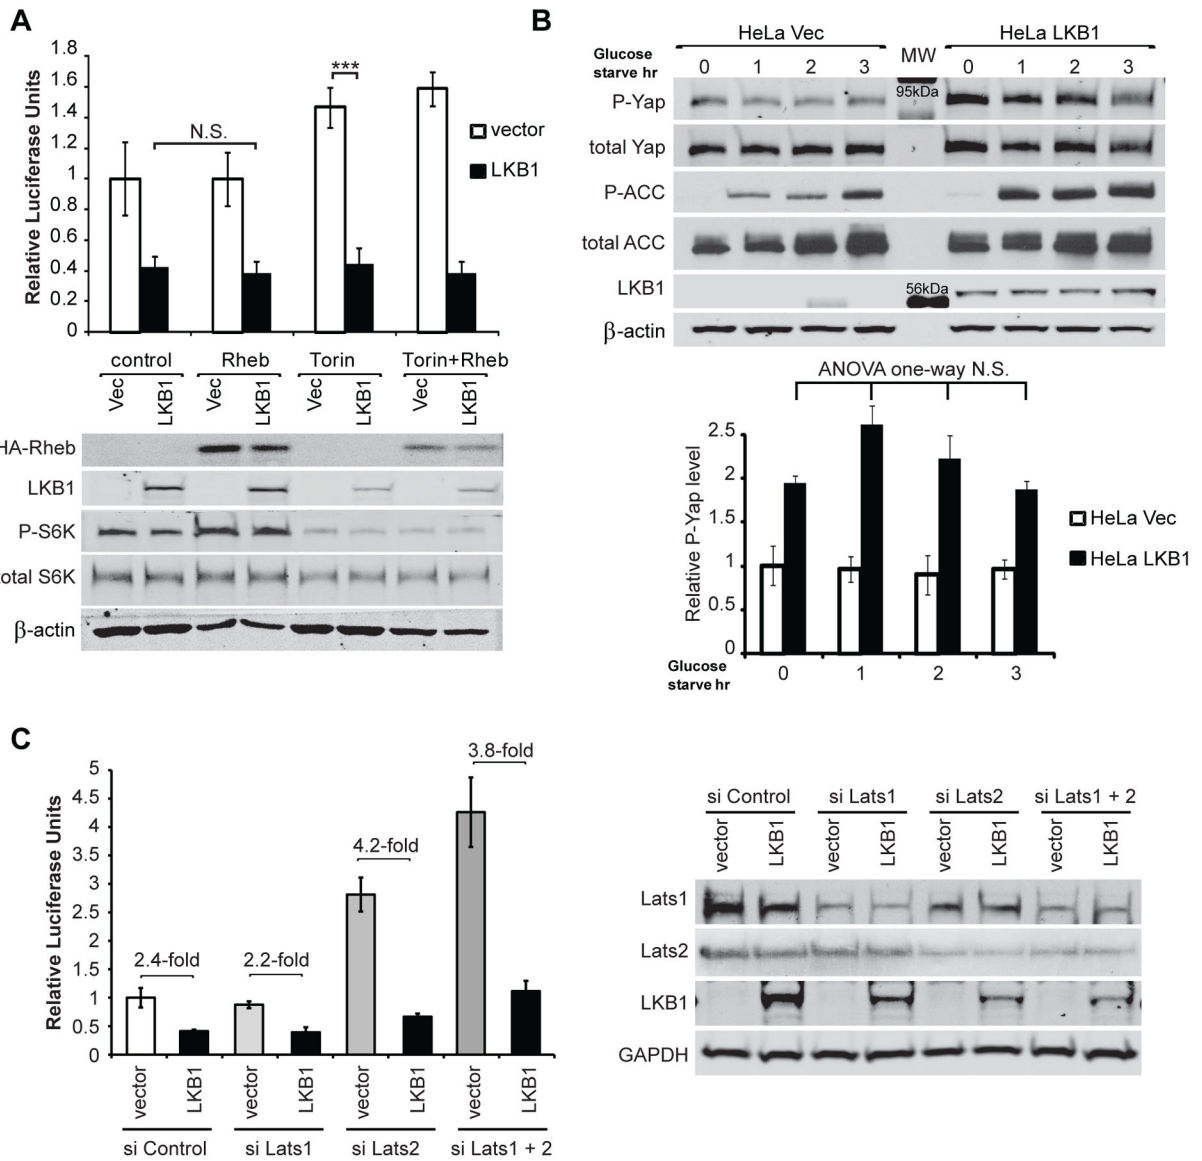 A
1.8
1.6
1.4
1.2
1
0.8
0.6
0.4
0.2
0
Relative Luciferase Units
N.S.
***
vector
LKB1
control Rheb Torin Torin+Rheb
Vec LKB1 Vec LKB1 Vec LKB1 Vec LKB1
HA-Rheb
LKB1
P-S6K
total S6K
β-actin
B
HeLa Vec MW HeLa LKB1
Glucose
starve hr
0 1 2 3 0 1 2 3
95kDa
P-Yap
total Yap
P-ACC
total ACC
LKB1
56kDa
β-actin
ANOVA one-way N.S.
2.5
2
1.5
1
0.5
0
Relative P-Yap level
HeLa Vec
HeLa LKB1
Glucose
starve hr
0 1 2 3
C
5
4.5
4
3.5
3
2.5
2
1.5
1
0.5
0
Relative Luciferase Units
2.4-fold
2.2-fold
4.2-fold
3.8-fold
vector LKB1 vector LKB1 vector LKB1 vector LKB1
si Control si Lats1 si Lats2 si Lats1 + 2
si Control si Lats1 si Lats2 si Lats1 + 2
vector LKB1 vector LKB1 vector LKB1 vector LKB1
Lats1
Lats2
LKB1
GAPDH